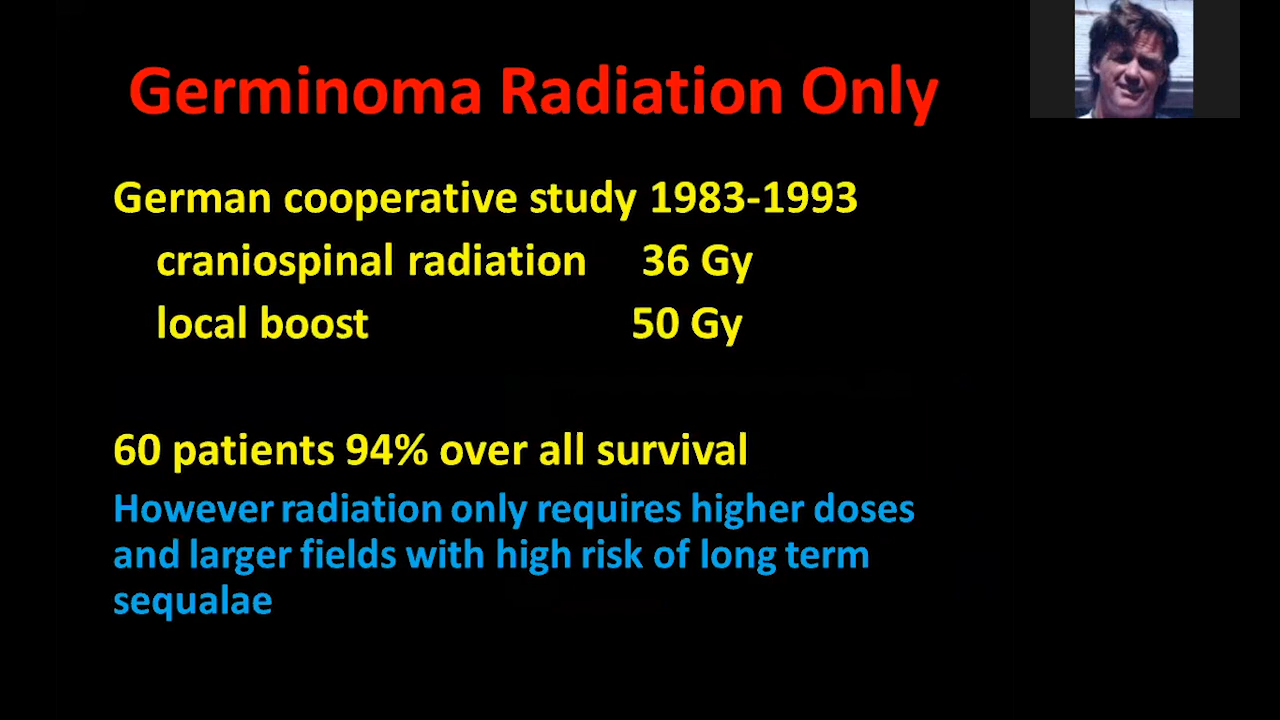 Germinoma Radiation Only
German cooperative study 1983-1993
craniospinal radiation 36 Gy
local boost 50 Gy
60 patients 94% over all survival
However radiation only requires higher doses
and larger fields with high risk of long term
sequalae